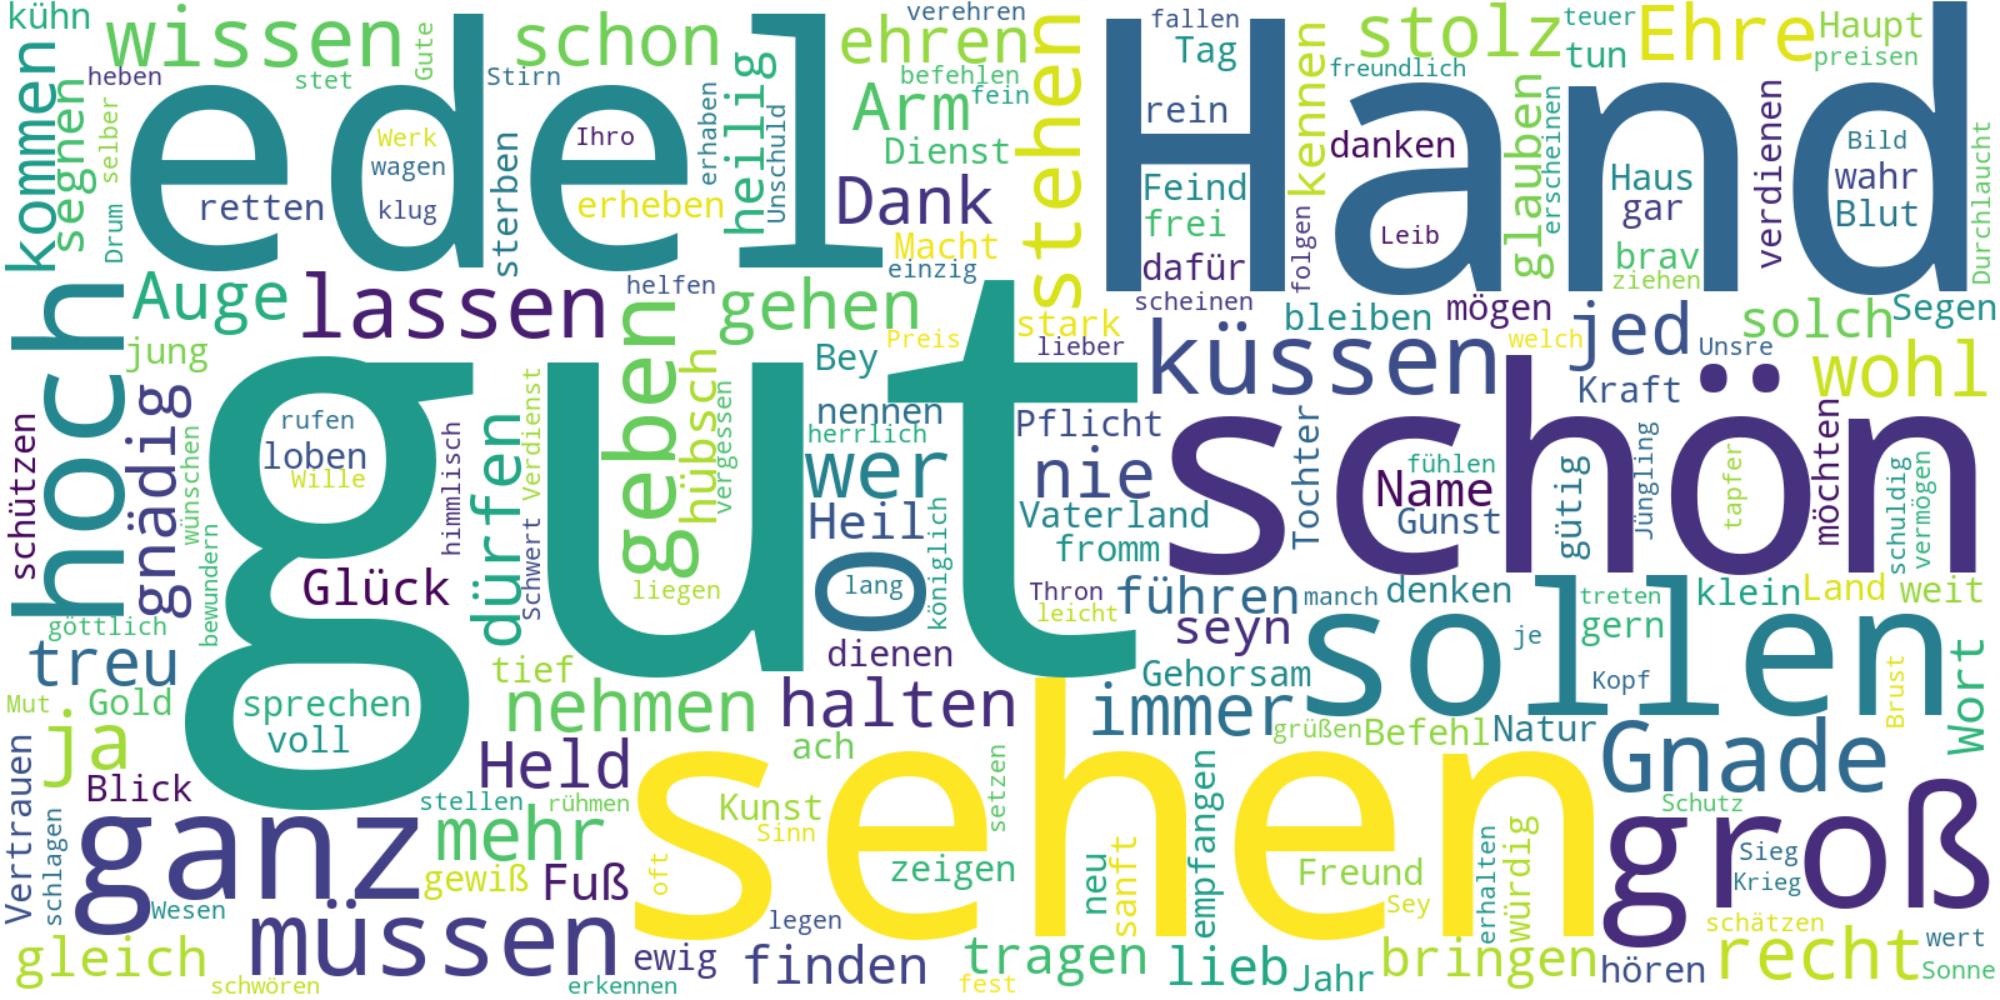 kühn
wissen
Gute
schon
verehren
ehren
stehen
fallen
Tag
stolz
teuer
tun
Ehre
Haupt
preisen
kommen
segnen
heben
selber
stet
edel
Stirn
heilig
erhaben
Unschuld
befehlen
Arm
fein
Hand
rein
kennen
freundlich
glauben
erscheinen
verdienen
Durchlaucht
Werk
wagen
klug
Ihro
sterben
Dienst
Dank
danken
Haus
gar
Bild
wahr
Blut
Drum
retten
erheben
Macht
einzig
Feind
frei
dafür
folgen
Leib
brav
ziehen
hoch
Auge
lassen
helfen
geben
gehen
Preis
stark
lieber
scheinen
bleiben
mögen
jed
solch
Segen
jung
hübsch
Bey
küssen
welch
Unsre
wohl
Kraft
schützen
gnädig
wünschen
gut
rufen
loben
Wille
himmlisch
dürfen
Verdienst
vergessen
nennen
herrlich
wer
Pflicht
nie
Tochter
schön
Name
fühlen
Gunst
gütig
Jüngling
tapfer
möchten
schuldig
vermögen
bewundern
Glück
Schwert
liegen
Heil
o
lang
königlich
Vaterland
fromm
Thron
leicht
führen
manch
denken
treten
klein
Land
weit
göttlich
treu
tief
dienen
seyn
sollen
je
gern
Gehorsam
Kopf
Brust
Wort
Mut
Gold
ja
sprechen
voll
nehmen
halten
immer
grüßen
Befehl
Natur
Gnade
Vertrauen
Blick
Held
ach
setzen
sehen
empfangen
schlagen
ganz
stellen
rühmen
mehr
Kunst
Sinn
Schutz
groß
Sieg
Krieg
Wesen
gewiß
Fuß
oft
zeigen
neu
sanft
Freund
Sey
erhalten
würdig
gleich
müssen
legen
schätzen
schwören
ewig
erkennen
finden
tragen
fest
lieb
Jahr
bringen
hören
recht
wert
Sonne